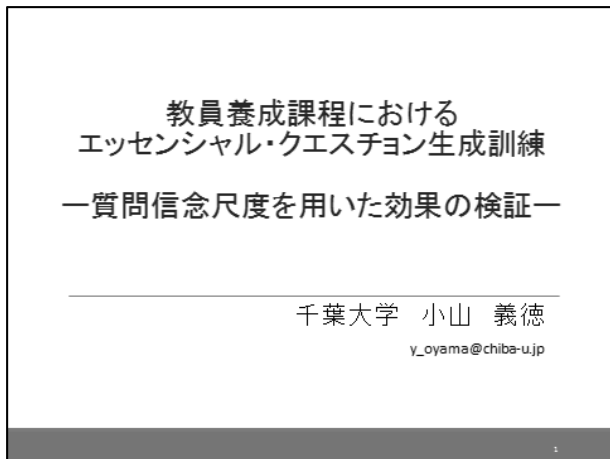 教員養成課程における
エッセンシャル・クエスチョン生成訓練
―質問信念尺度を用いた効果の検証―
千葉大学　小山　義徳
y_oyama@chiba-u.jp
1